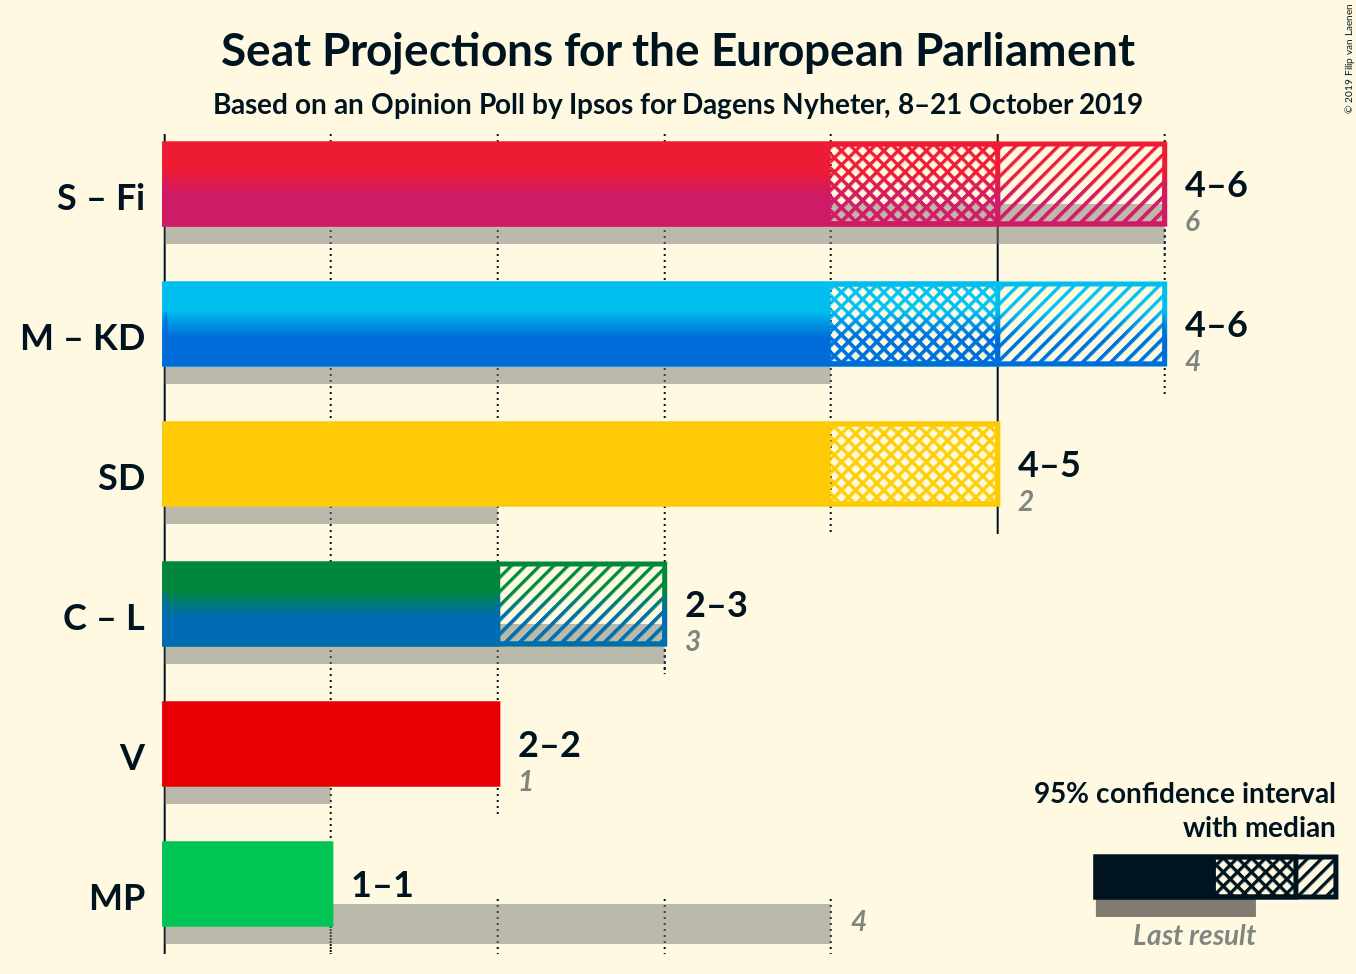 Seat Projections for the European Parliament
Based on an Opinion Poll by Ipsos for Dagens Nyheter, 8–21 October 2019
© 2019 Filip van Laenen
S – Fi
4–6
6
M – KD
4–6
4
SD
4–5
2
C – L
2–3
3
V
2–2
1
MP
1–1
4
95% confidence interval
with median
Last result